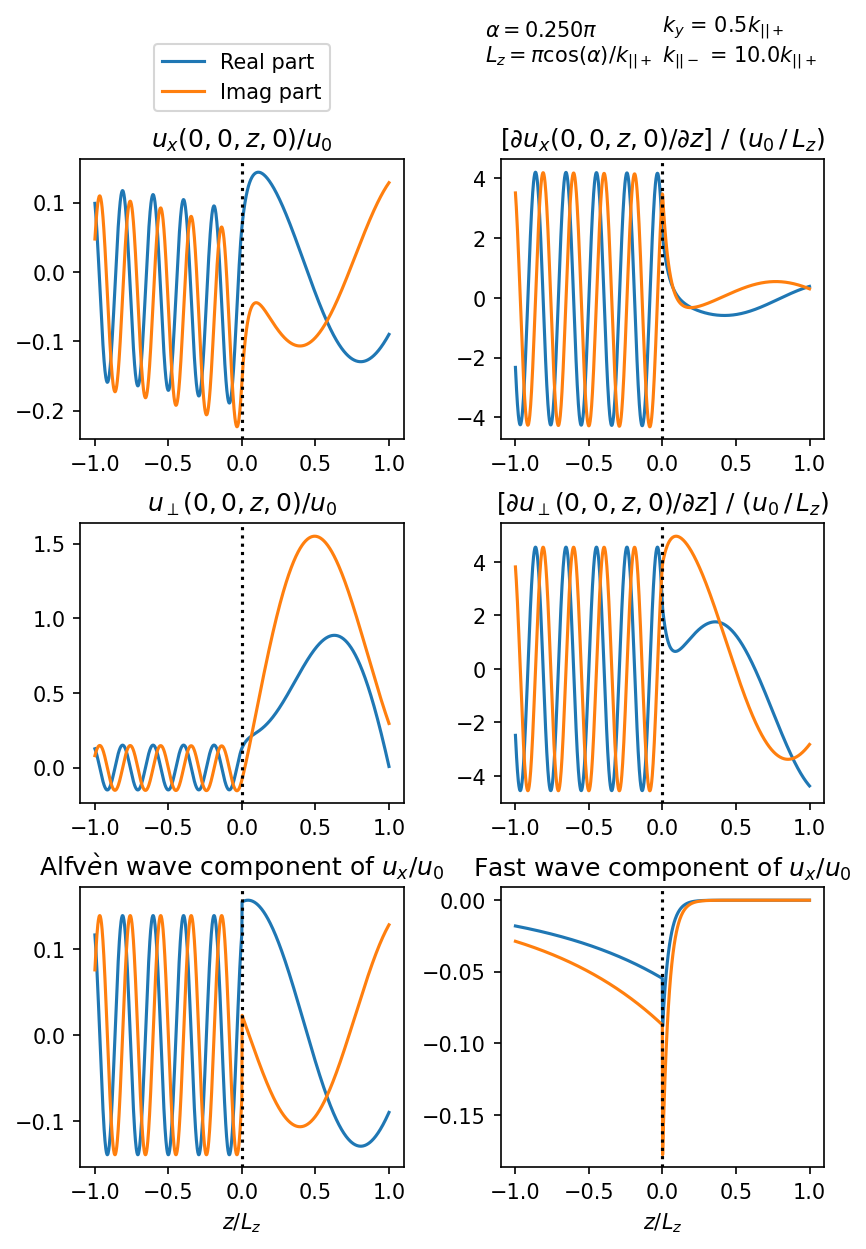 α = 0.250π
k_y = 0.5k_{||+}
L_z = πcos(α)/k_{||+}
k_{||−} = 10.0k_{||+}
Real part
Imag part
u_x(0, 0, z, 0)/u_0
0.1
0.0
−0.1
−0.2
−1.0 −0.5 0.0 0.5 1.0
[∂u_x(0, 0, z, 0)/∂z] / (u_0 / L_z)
4
2
0
−2
−4
−1.0 −0.5 0.0 0.5 1.0
u_⊥(0, 0, z, 0)/u_0
1.5
1.0
0.5
0.0
−1.0 −0.5 0.0 0.5 1.0
[∂u_⊥(0, 0, z, 0)/∂z] / (u_0 / L_z)
4
2
0
−2
−4
−1.0 −0.5 0.0 0.5 1.0
Alfvèn wave component of u_x/u_0
0.1
0.0
−0.1
−1.0 −0.5 0.0 0.5 1.0
z/L_z
Fast wave component of u_x/u_0
0.00
−0.05
−0.10
−0.15
−1.0 −0.5 0.0 0.5 1.0
z/L_z